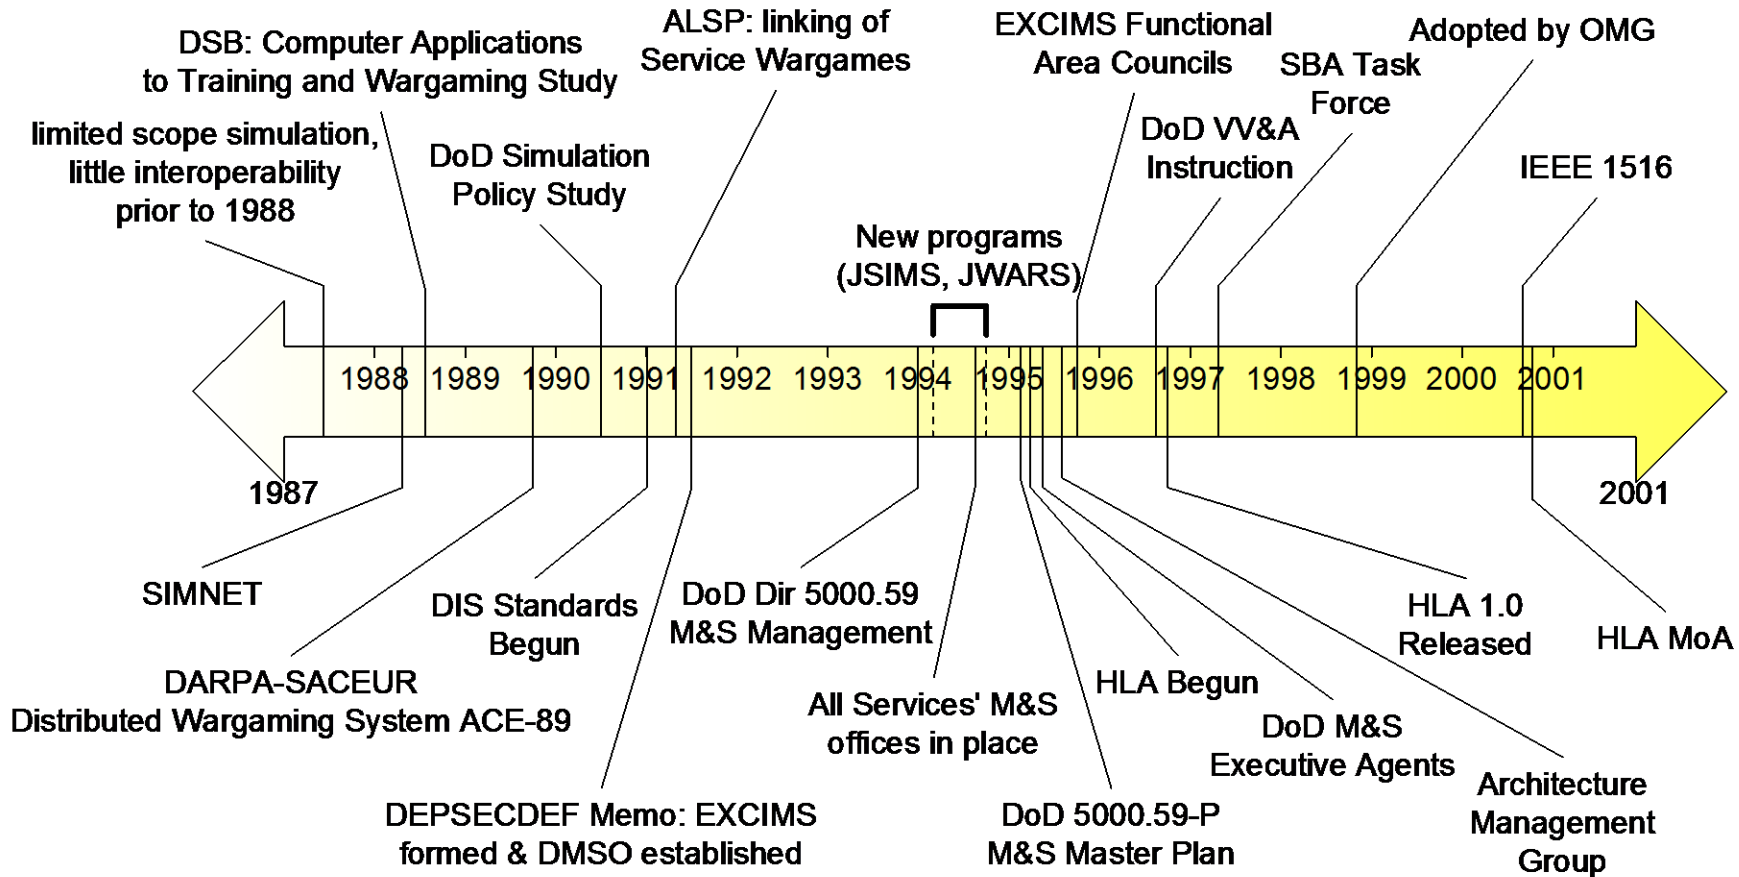 DSB: Computer Applications
to Training and Wargaming Study
limited scope simulation,
little interoperability
prior to 1988
DoD Simulation
Policy Study
ALSP: linking of
Service Wargames
New programs
(JSIMS, JWARS)
EXCIMS Functional
Area Councils
DoD VV&A
Instruction
SBA Task
Force
Adopted by OMG
IEEE 1516
1988 1989 1990 1991 1992 1993 1994 1995 1996 1997 1998 1999 2000 2001
1987
2001
SIMNET
DARPA-SACEUR
Distributed Wargaming System ACE-89
DIS Standards
Begun
DEPSECDEF Memo: EXCIMS
formed & DMSO established
DoD Dir 5000.59
M&S Management
All Services' M&S
offices in place
DoD 5000.59-P
M&S Master Plan
HLA Begun
DoD M&S
Executive Agents
Architecture
Management
Group
HLA 1.0
Released
HLA MoA